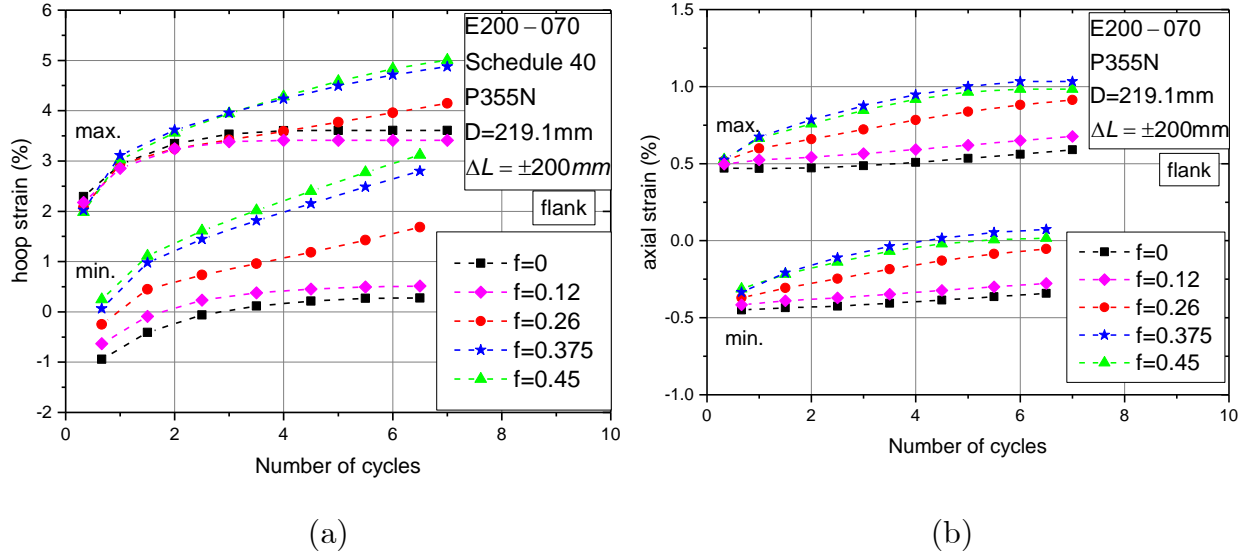 6
5
4
3
2
1
0
-1
-2
hoop strain (%)
max.
min.
E200 – 070
Schedule 40
P355N
D=219.1mm
ΔL = ±200mm
flank
f=0
f=0.12
f=0.26
f=0.375
f=0.45
0 2 4 6 8 10
Number of cycles
(a)
1.5
1.0
0.5
0.0
-0.5
-1.0
axial strain (%)
max.
min.
E200 – 070
P355N
D=219.1mm
ΔL = ±200mm
flank
f=0
f=0.12
f=0.26
f=0.375
f=0.45
0 2 4 6 8 10
Number of cycles
(b)